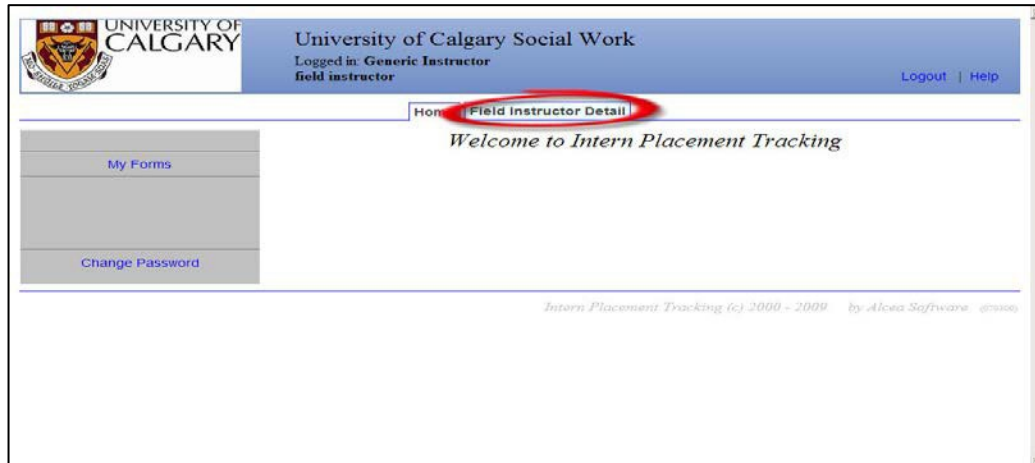 UNIVERSITY OF
CALGARY
University of Calgary Social Work
Logged in: Generic Instructor
field instructor
Logout | Help
Home Field Instructor Detail
Welcome to Intern Placement Tracking
My Forms
Change Password
Intern Placement Tracking (c) 2000 - 2009 by Alcea Software